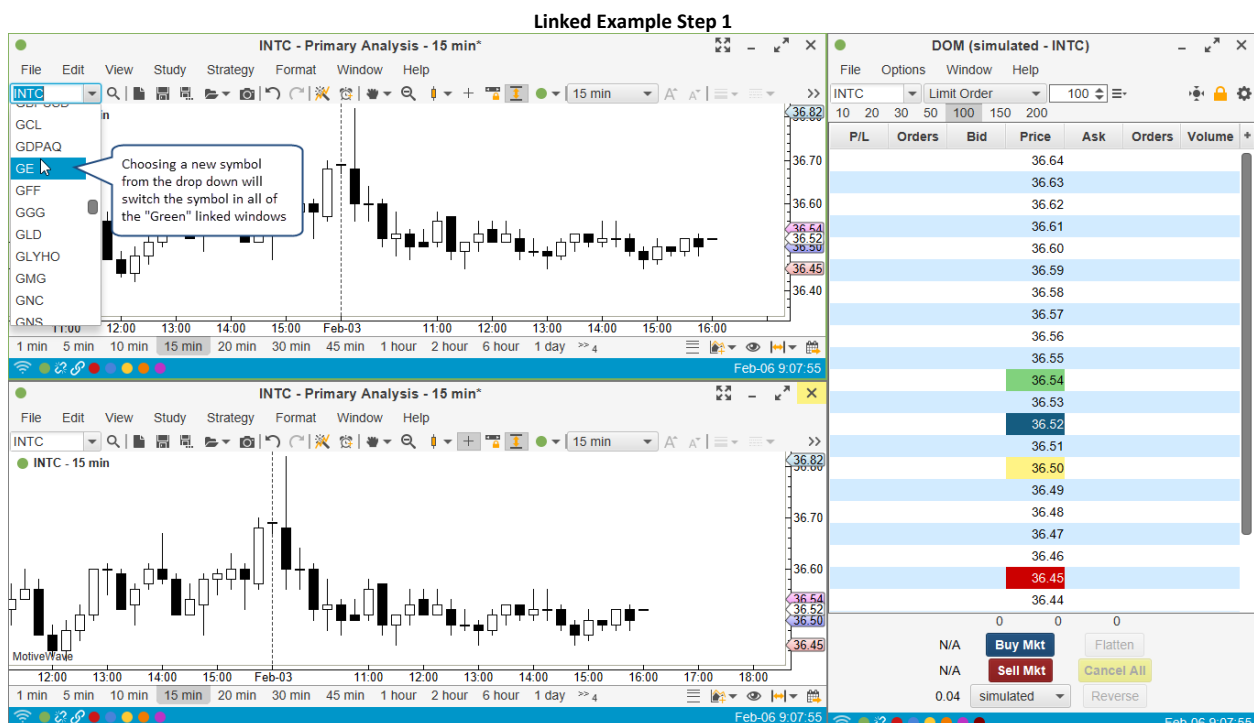 Linked Example Step 1
INTC - Primary Analysis - 15 min*
File Edit View Study Strategy Format Window Help
INTC 15 min
GCL
GDPAQ
GE
GFF
GGG
GLD
GLYHO
GMG
GNC
GNS
Choosing a new symbol
from the drop down will
switch the symbol in all of
the "Green" linked windows
36.82
36.70
36.60
36.54
36.52
36.50
36.45
36.40
11:00 12:00 13:00 14:00 15:00 Feb-03 11:00 12:00 13:00 14:00 15:00 16:00
1 min 5 min 10 min 15 min 20 min 30 min 45 min 1 hour 2 hour 6 hour 1 day >> 4
Feb-06 9:07:55
INTC - Primary Analysis - 15 min*
File Edit View Study Strategy Format Window Help
INTC 15 min
INTC - 15 min
36.82
36.70
36.60
36.54
36.52
36.50
36.45
MotiveWave
12:00 13:00 14:00 15:00 Feb-03 11:00 12:00 13:00 14:00 15:00 16:00 17:00 18:00
1 min 5 min 10 min 15 min 20 min 30 min 45 min 1 hour 2 hour 6 hour 1 day >> 4
Feb-06 9:07:55
DOM (simulated - INTC)
File Options Window Help
INTC Limit Order 100
10 20 30 50 100 150 200
P/L Orders Bid Price Ask Orders Volume +
36.64
36.63
36.62
36.61
36.60
36.59
36.58
36.57
36.56
36.55
36.54
36.53
36.52
36.51
36.50
36.49
36.48
36.47
36.46
36.45
36.44
0 0 0
N/A Buy Mkt Flatten
N/A Sell Mkt Cancel All
0.04 simulated Reverse
Feb-06 9:07:55